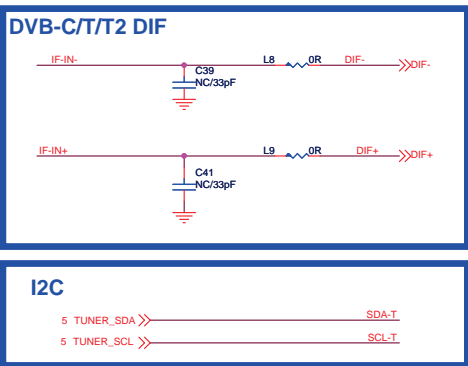 DVB-C/T/T2 DIF
IF-IN- L8 0R DIF- DIF-
C39
NC/33pF
IF-IN+ L9 0R DIF+ DIF+
C41
NC/33pF
I2C
5 TUNER_SDA SDA-T
5 TUNER_SCL SCL-T